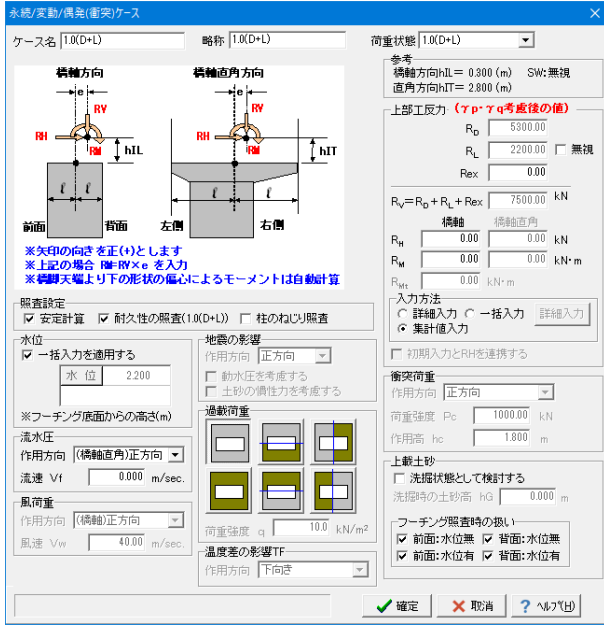 永続/変動/偶発(衝突)ケース
ケース名 1.0(D+L) 略称 1.0(D+L) 荷重状態 1.0(D+L)
橋軸方向 橋軸直角方向
e e
RV RV
RH RH
RM hIL RM hIT
ℓ ℓ ℓ ℓ
前面 背面 左側 右側
※矢印の向きを正(+)とします
※上記の場合 RM=RV×e を入力
※橋脚天端より下の形状の偏心によるモーメントは自動計算
参考
橋軸方向hIL= 0.300 (m) SW:無視
直角方向hIT= 2.800 (m)
上部工反力 (γp・γq考慮後の値)
RD 5300.00
RL 2200.00 無視
Rex 0.00
RV=RD+RL+Rex 7500.00 kN
橋軸 橋軸直角
RH 0.00 0.00 kN
RM 0.00 0.00 kN・m
RMt 0.00 kN・m
入力方法
詳細入力 一括入力 詳細入力
集計値入力
初期入力とRHを連携する
照査設定
安定計算 耐久性の照査(1.0(D+L)) 柱のねじり照査
水位
一括入力を適用する
水 位 2.200
※フーチング底面からの高さ(m)
流水圧
作用方向 (橋軸直角)正方向
流速 Vf 0.000 m/sec.
風荷重
作用方向 (橋軸)正方向
風速 Vw 40.00 m/sec.
地震の影響
作用方向 正方向
動水圧を考慮する
土砂の慣性力を考慮する
過載荷重
荷重強度 q 10.0 kN/m²
温度差の影響TF
作用方向 下向き
衝突荷重
作用方向 正方向
荷重強度 Pc 1000.00 kN
作用高 hc 1.800 m
上載土砂
洗掘状態として検討する
洗掘時の土砂高 hG 0.000 m
フーチング照査時の扱い
前面:水位無 背面:水位無
前面:水位有 背面:水位有
確定 取消 ? ヘルプ(H)